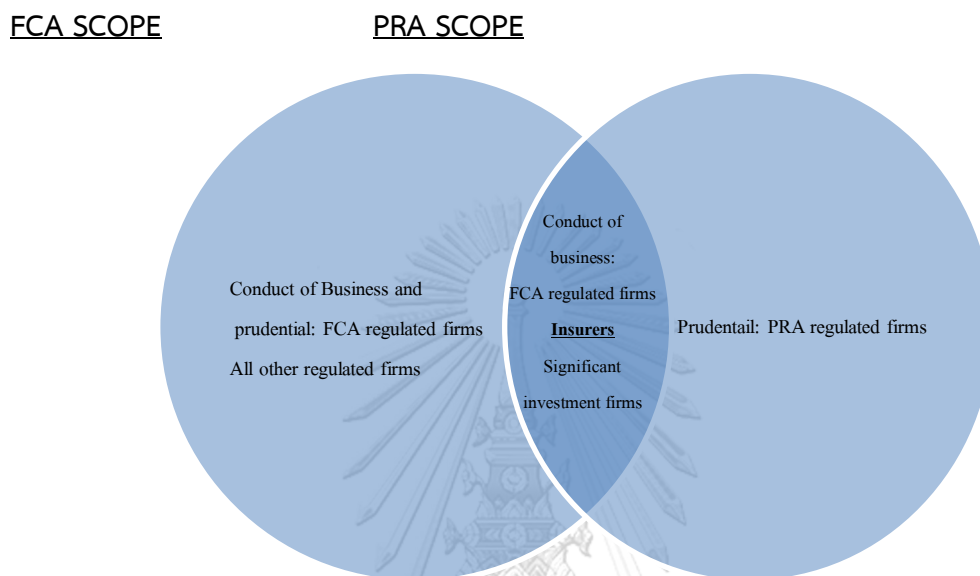 FCA SCOPE
PRA SCOPE
Conduct of Business and
prudential: FCA regulated firms
All other regulated firms
Conduct of
business:
FCA regulated firms
Insurers
Significant
investment firms
Prudentail: PRA regulated firms